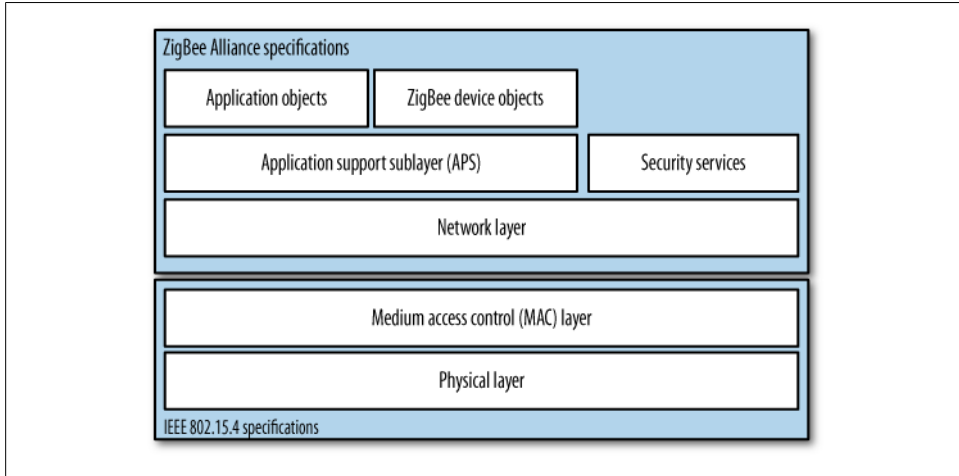 ZigBee Alliance specifications
Application objects
ZigBee device objects
Application support sublayer (APS)
Security services
Network layer
Medium access control (MAC) layer
Physical layer
IEEE 802.15.4 specifications